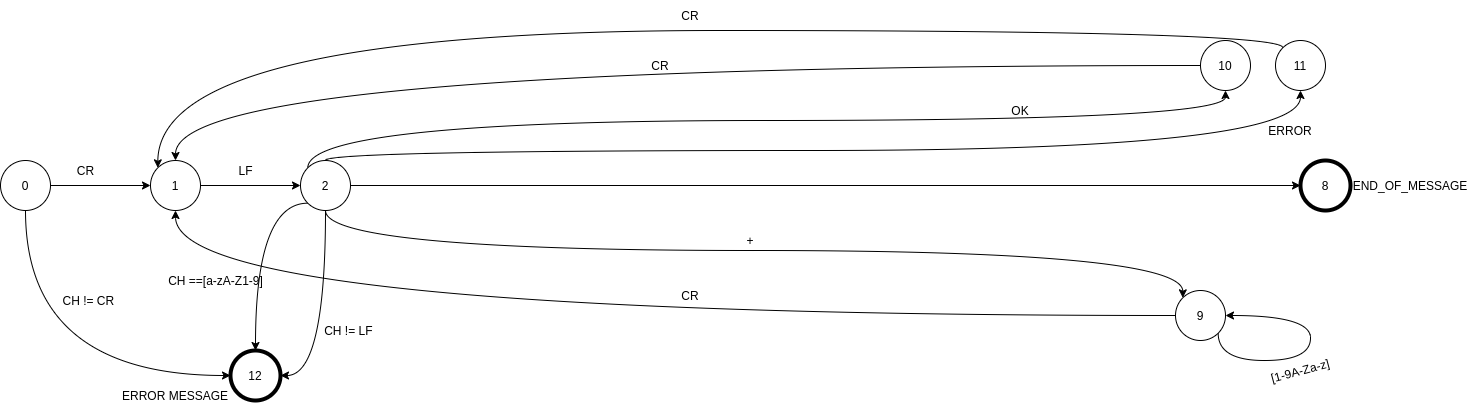 CR
10
11
CR
OK
ERROR
CR
LF
0
1
2
8
END_OF_MESSAGE
+
CH ==[a-zA-Z1-9]
CH != CR
CR
9
CH != LF
[1-9A-Za-z]
12
ERROR MESSAGE